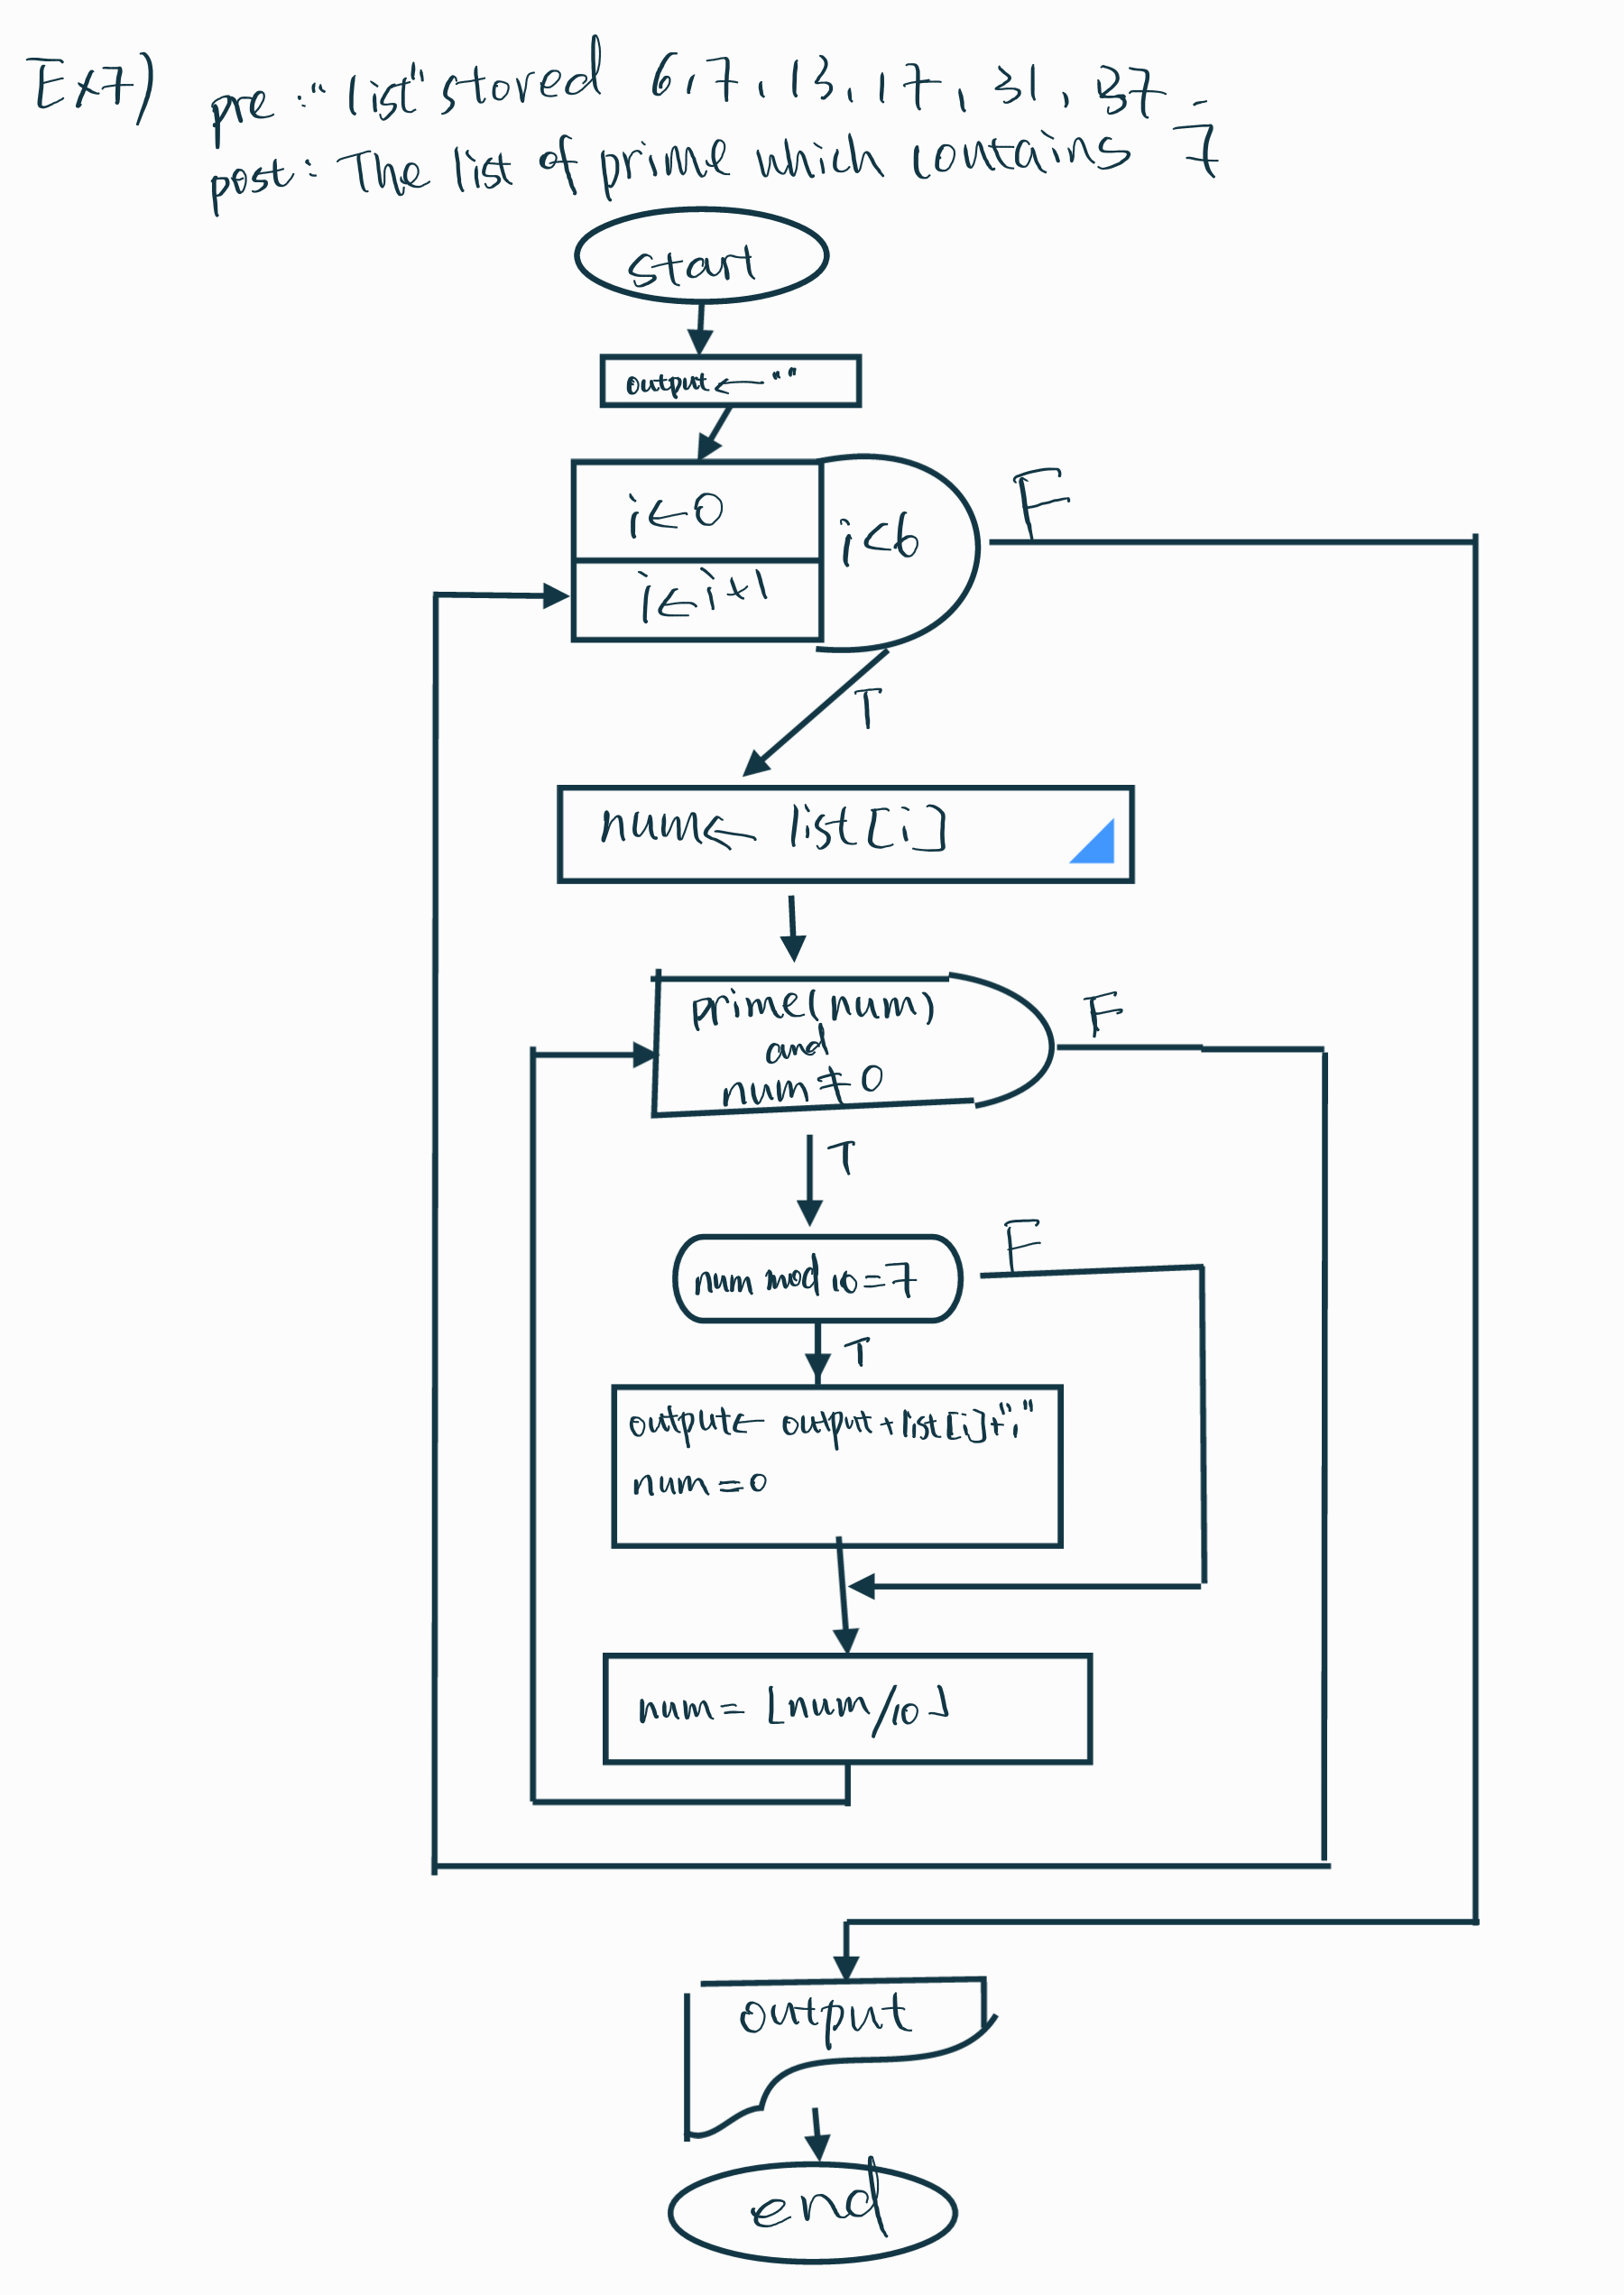 Ex7) pre : "list" stored 6, 7, 13, 17, 31, 37.
post : The list of prime which contains 7
start
output ← ""
i ← 0
i ← i+1
i < 6
F
T
num ← list [i]
prime(num)
and
num ≠ 0
F
T
num mod 10 = 7
F
T
output ← output + list[i] + ","
num = 0
num = ⌊num/10⌋
output
end